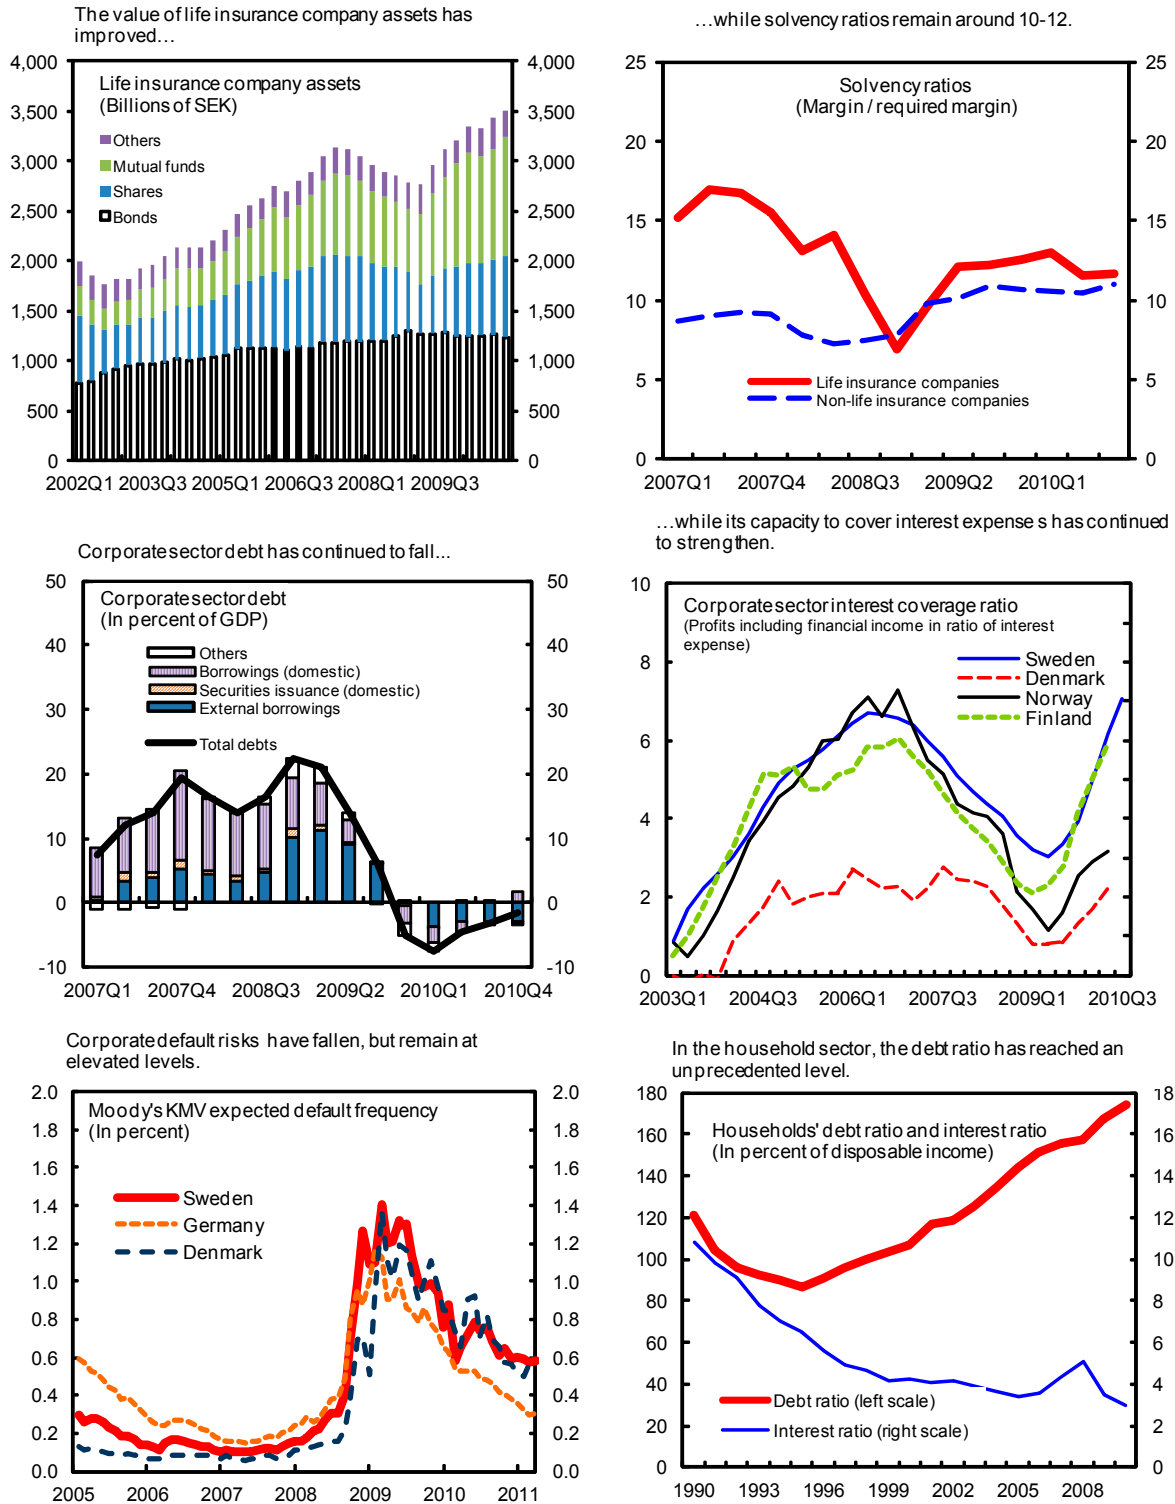 The value of life insurance company assets has
improved…
Life insurance company assets
(Billions of SEK)
Others
Mutual funds
Shares
Bonds
4,000
3,500
3,000
2,500
2,000
1,500
1,000
500
0
4,000
3,500
3,000
2,500
2,000
1,500
1,000
500
0
2002Q1 2003Q3 2005Q1 2006Q3 2008Q1 2009Q3
…while solvency ratios remain around 10-12.
Solvency ratios
(Margin / required margin)
25
20
15
10
5
0
25
20
15
10
5
0
Life insurance companies
Non-life insurance companies
2007Q1 2007Q4 2008Q3 2009Q2 2010Q1
Corporate sector debt has continued to fall...
Corporate sector debt
(In percent of GDP)
Others
Borrowings (domestic)
Securities issuance (domestic)
External borrowings
Total debts
50
40
30
20
10
0
-10
50
40
30
20
10
0
-10
2007Q1 2007Q4 2008Q3 2009Q2 2010Q1 2010Q4
…while its capacity to cover interest expenses has continued
to strengthen.
Corporate sector interest coverage ratio
(Profits including financial income in ratio of interest
expense)
Sweden
Denmark
Norway
Finland
10
8
6
4
2
0
2003Q1 2004Q3 2006Q1 2007Q3 2009Q1 2010Q3
Corporate default risks have fallen, but remain at
elevated levels.
Moody's KMV expected default frequency
(In percent)
Sweden
Germany
Denmark
2.0
1.8
1.6
1.4
1.2
1.0
0.8
0.6
0.4
0.2
0.0
2.0
1.8
1.6
1.4
1.2
1.0
0.8
0.6
0.4
0.2
0.0
2005 2006 2007 2008 2009 2010 2011
In the household sector, the debt ratio has reached an
unprecedented level.
Households' debt ratio and interest ratio
(In percent of disposable income)
180
160
140
120
100
80
60
40
20
0
18
16
14
12
10
8
6
4
2
0
Debt ratio (left scale)
Interest ratio (right scale)
1990 1993 1996 1999 2002 2005 2008